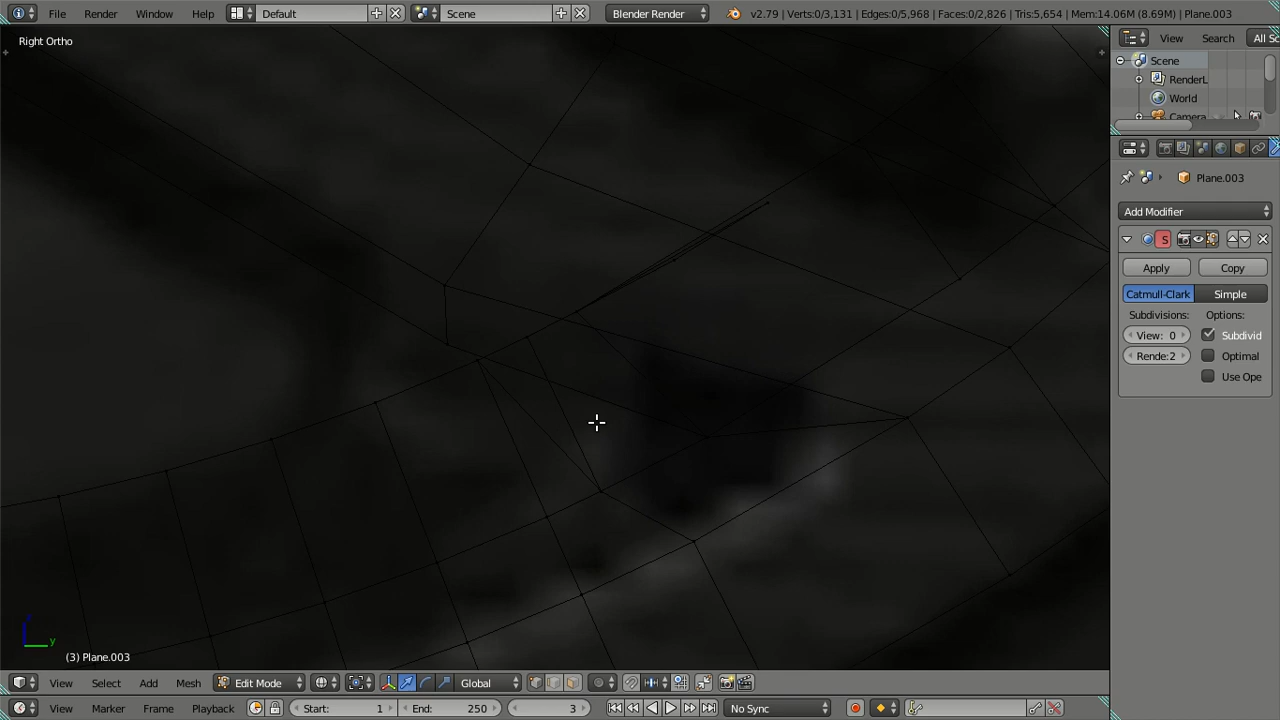 File Render Window Help Default Scene Blender Render v2.79 | Verts:0/3,131 | Edges:0/5,968 | Faces:0/2,826 | Tris:5,654 | Mem:14.06M (8.69M) | Plane.003
Right Ortho
View Search All Sc
Scene
RenderL
World
Camera
Plane.003
Add Modifier
S
Apply Copy
Catmull-Clark Simple
Subdivisions: Options:
View: 0 Subdivid
Rende:2 Optimal
Use Ope
y
(3) Plane.003
View Select Add Mesh Edit Mode Global
View Marker Frame Playback Start: 1 End: 250 3 No Sync